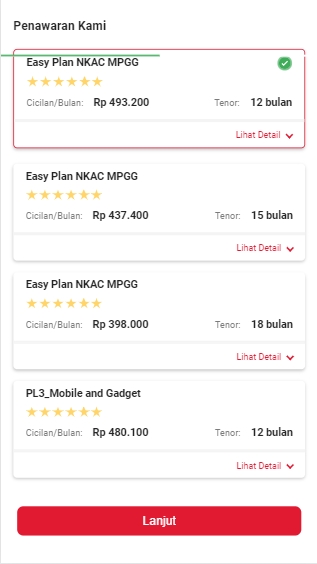 Penawaran Kami
Easy Plan NKAC MPGG
Cicilan/Bulan: Rp 493.200 Tenor: 12 bulan
Lihat Detail
Easy Plan NKAC MPGG
Cicilan/Bulan: Rp 437.400 Tenor: 15 bulan
Lihat Detail
Easy Plan NKAC MPGG
Cicilan/Bulan: Rp 398.000 Tenor: 18 bulan
Lihat Detail
PL3_Mobile and Gadget
Cicilan/Bulan: Rp 480.100 Tenor: 12 bulan
Lihat Detail
Lanjut